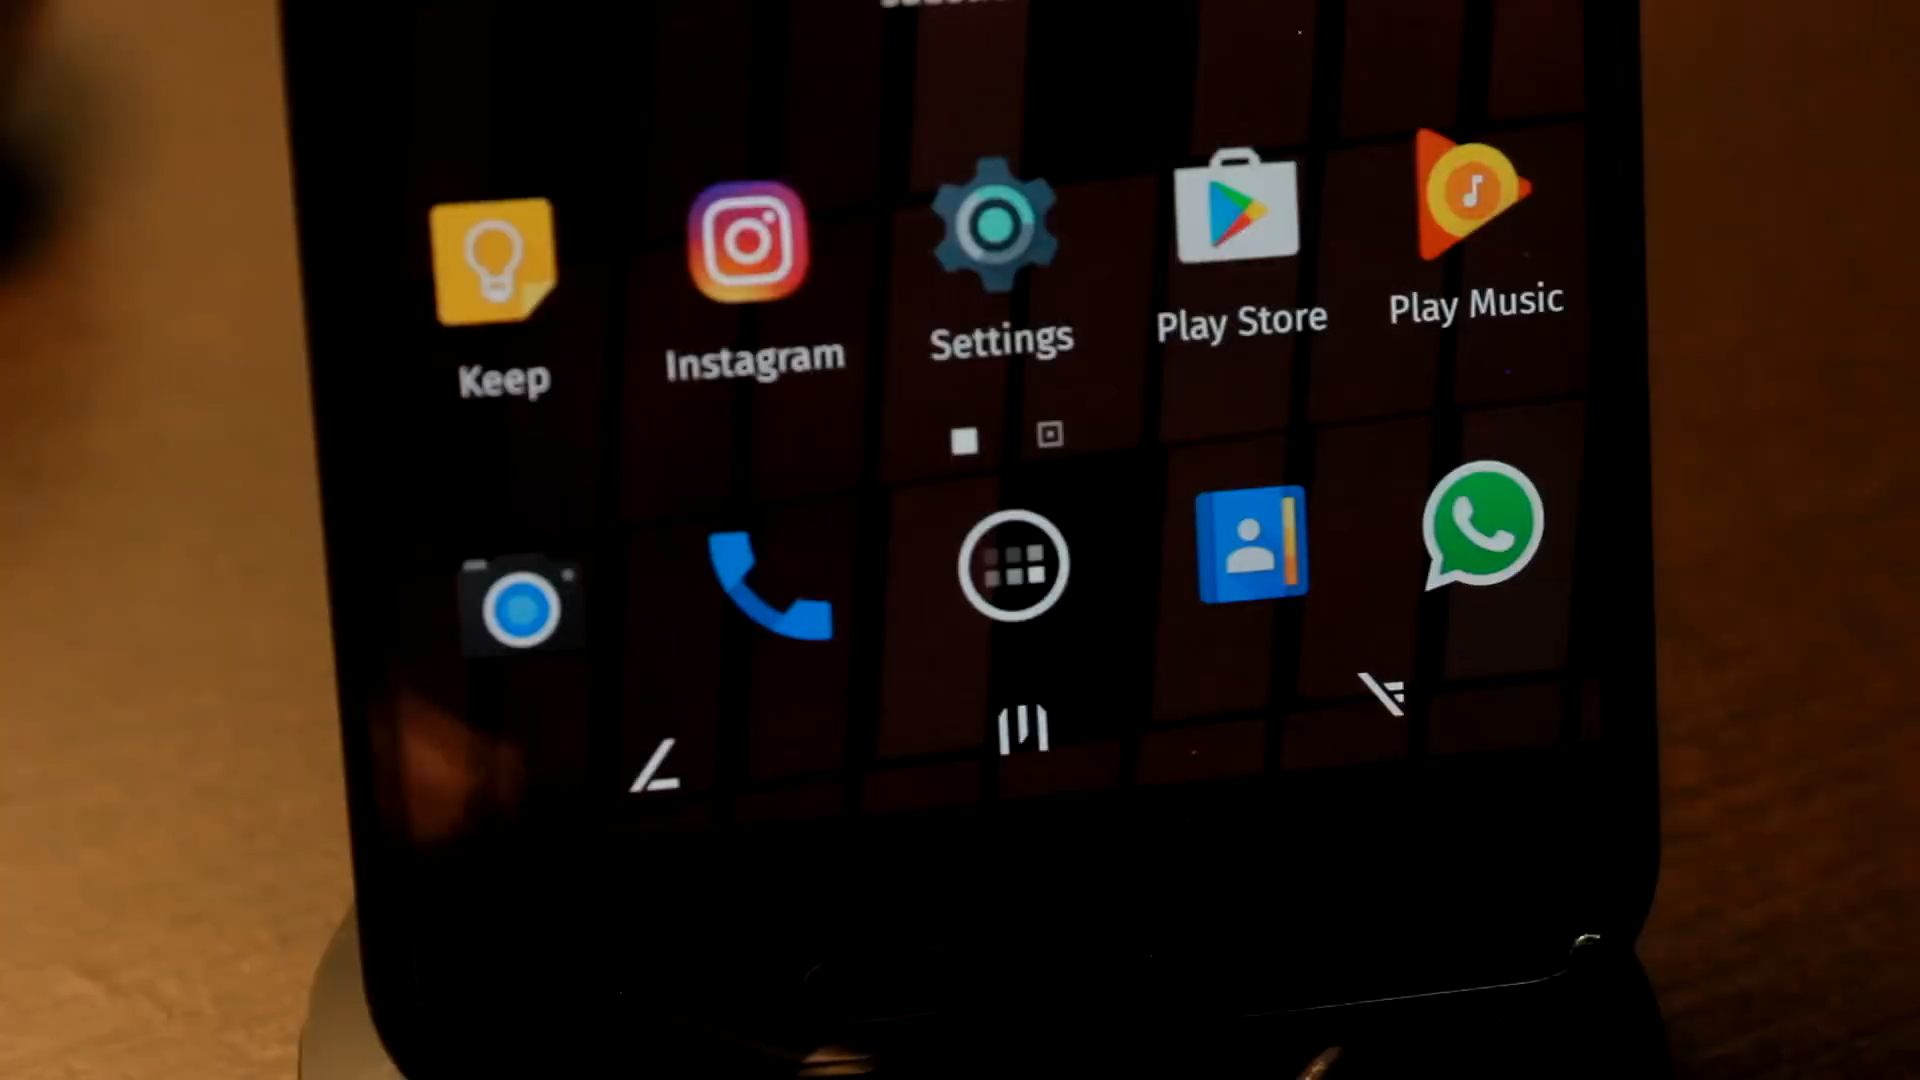 Keep
Instagram
Settings
Play Store
Play Music